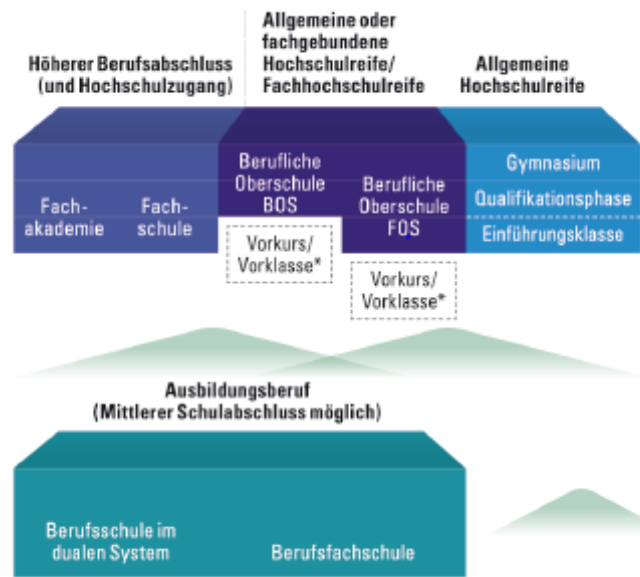 Höherer Berufsabschluss
(und Hochschulzugang)
Allgemeine oder
fachgebundene
Hochschulreife/
Fachhochschulreife
Allgemeine
Hochschulreife
Fach-
akademie
Fach-
schule
Berufliche
Oberschule
BOS
Vorkurs/
Vorklasse*
Berufliche
Oberschule
FOS
Vorkurs/
Vorklasse*
Gymnasium
Qualifikationsphase
Einführungsklasse
Ausbildungsberuf
(Mittlerer Schulabschluss möglich)
Berufsschule im
dualen System
Berufsfachschule